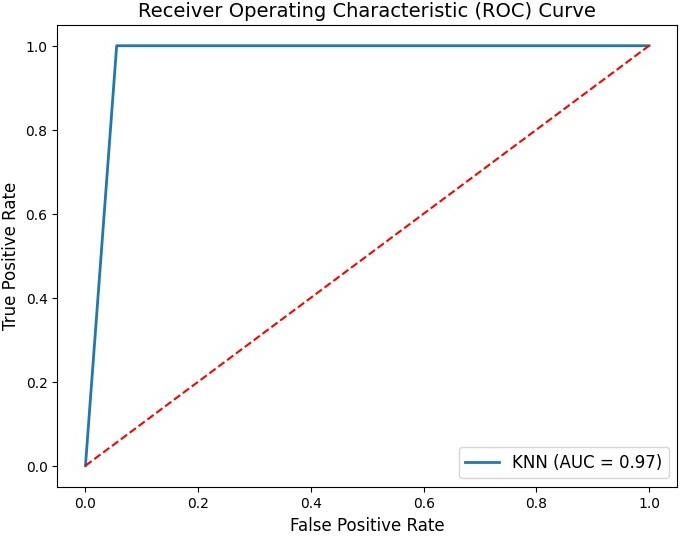 Receiver Operating Characteristic (ROC) Curve
True Positive Rate
1.0
0.8
0.6
0.4
0.2
0.0
KNN (AUC = 0.97)
0.0 0.2 0.4 0.6 0.8 1.0
False Positive Rate